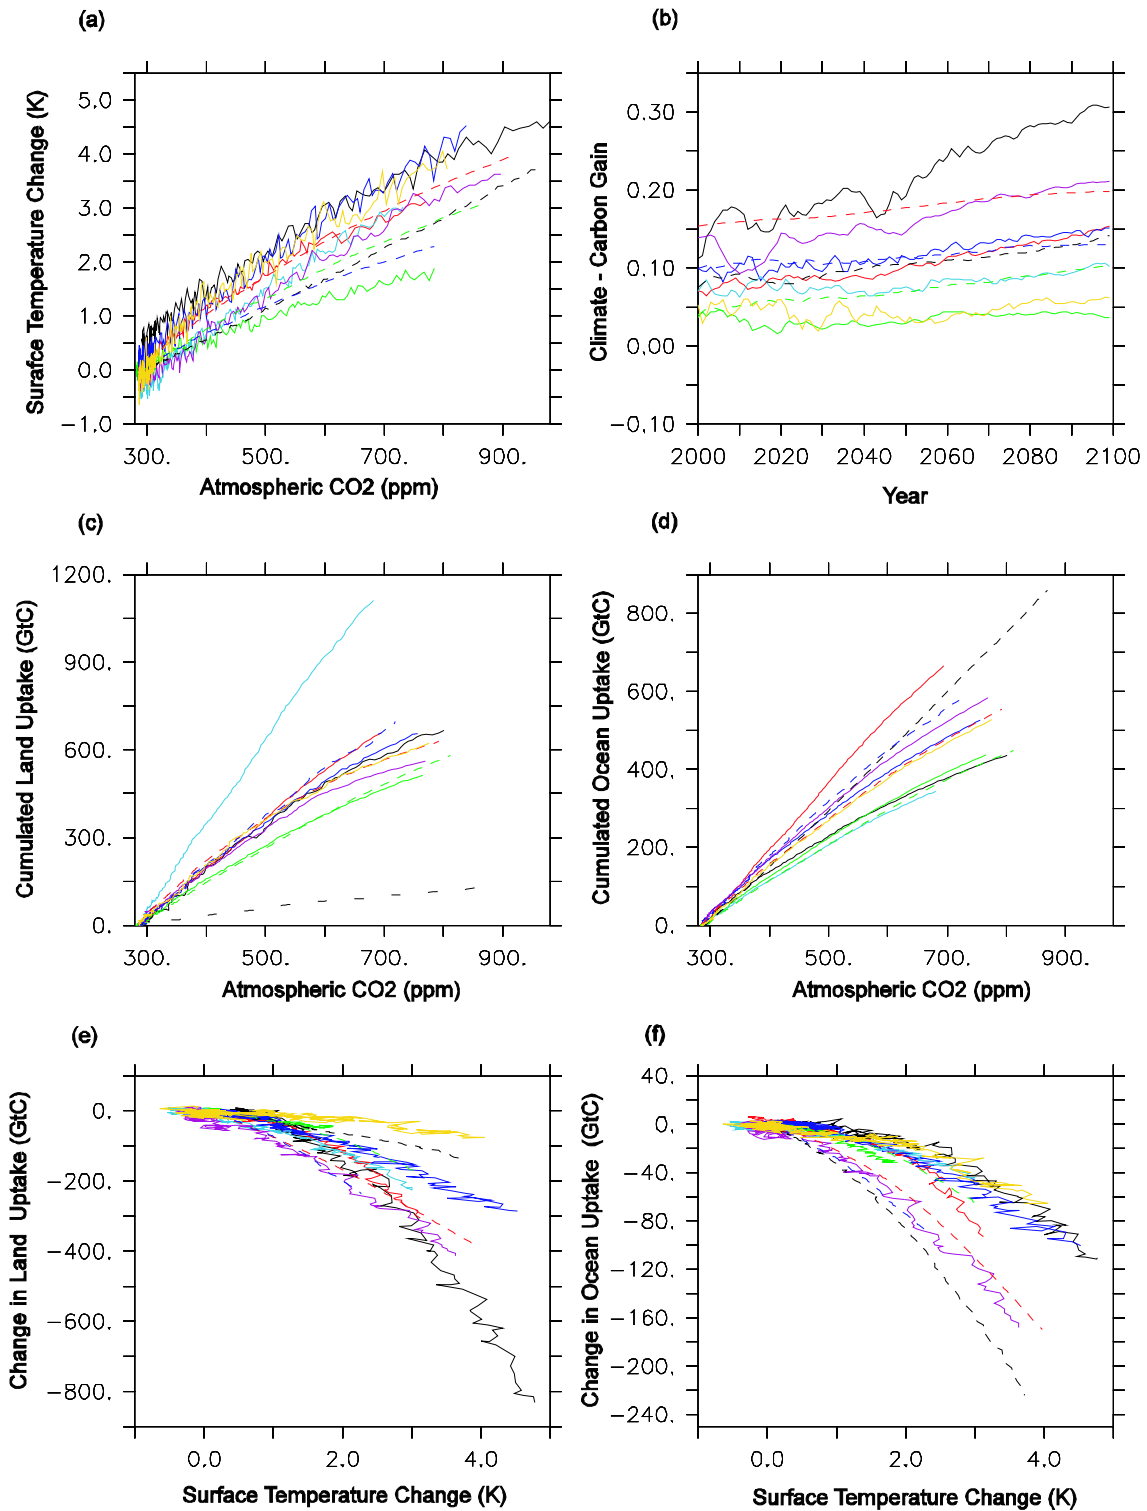 (a)
(b)
Surafce Temperature Change (K)
5.0
4.0
3.0
2.0
1.0
0.0
-1.0
300. 500. 700. 900.
Atmospheric CO2 (ppm)
Climate - Carbon Gain
0.30
0.20
0.10
0.00
-0.10
2000 2020 2040 2060 2080 2100
Year
(c)
(d)
Cumulated Land Uptake (GtC)
1200.
900.
600.
300.
0.
300. 500. 700. 900.
Atmospheric CO2 (ppm)
Cumulated Ocean Uptake (GtC)
800.
600.
400.
200.
0.
300. 500. 700. 900.
Atmospheric CO2 (ppm)
(e)
(f)
Change in Land Uptake (GtC)
0.
-200.
-400.
-600.
-800.
0.0 2.0 4.0
Surface Temperature Change (K)
Change in Ocean Uptake (GtC)
40.
0.
-40.
-80.
-120.
-160.
-200.
-240.
0.0 2.0 4.0
Surface Temperature Change (K)